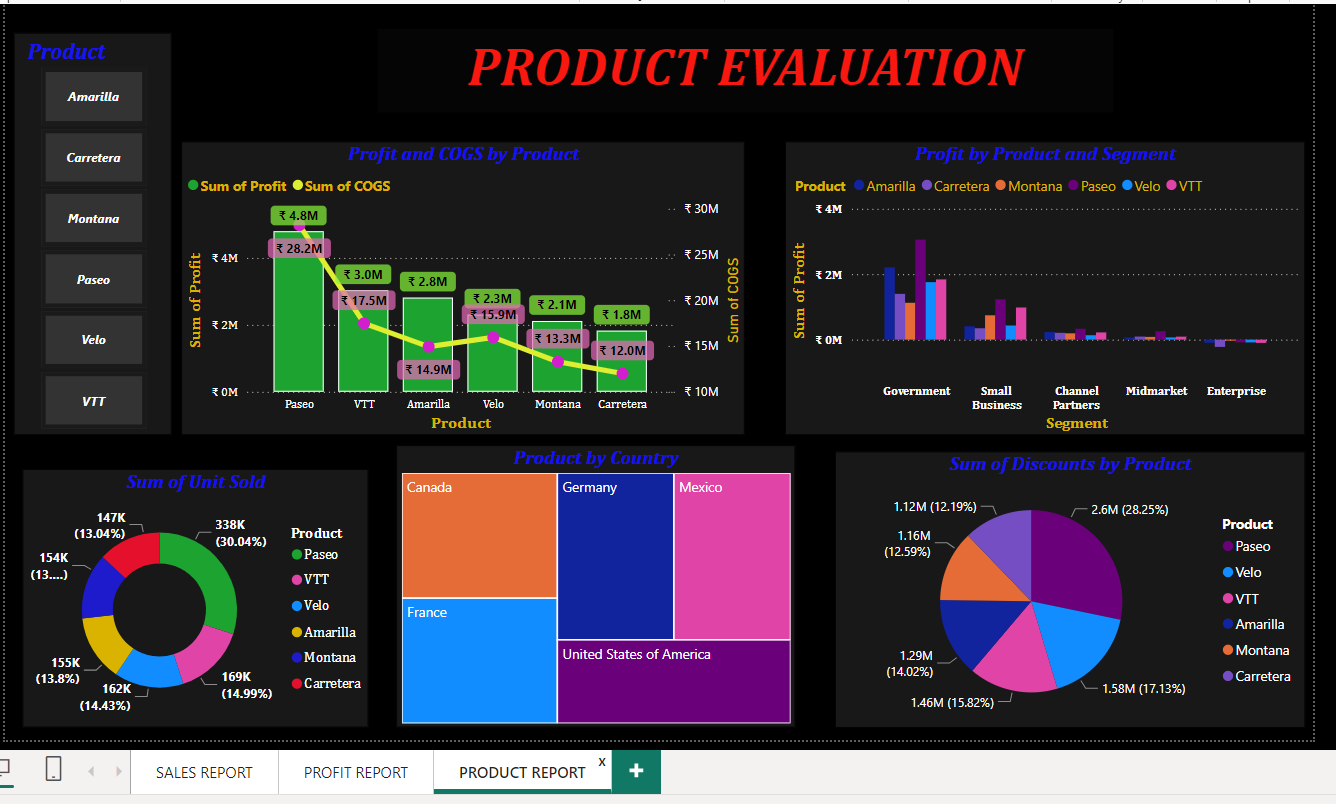 Product
Amarilla
Carretera
Montana
Paseo
Velo
VTT
PRODUCT EVALUATION
Profit and COGS by Product
Sum of Profit Sum of COGS
Sum of Profit
₹ 4M
₹ 2M
₹ 0M
₹ 4.8M
₹ 28.2M
₹ 3.0M
₹ 17.5M
₹ 2.8M
₹ 14.9M
₹ 2.3M
₹ 15.9M
₹ 2.1M
₹ 13.3M
₹ 1.8M
₹ 12.0M
₹ 30M
₹ 25M
₹ 20M
₹ 15M
₹ 10M
Sum of COGS
Paseo VTT Amarilla Velo Montana Carretera
Product
Profit by Product and Segment
Product Amarilla Carretera Montana Paseo Velo VTT
Sum of Profit
₹ 4M
₹ 2M
₹ 0M
Government
Small
Business
Channel
Partners
Midmarket
Enterprise
Segment
Sum of Unit Sold
338K
(30.04%)
169K
(14.99%)
162K
(14.43%)
155K
(13.8%)
154K
(13....)
147K
(13.04%)
Product
Paseo
VTT
Velo
Amarilla
Montana
Carretera
Product by Country
Canada
France
Germany
Mexico
United States of America
Sum of Discounts by Product
2.6M (28.25%)
1.58M (17.13%)
1.46M (15.82%)
1.29M
(14.02%)
1.16M
(12.59%)
1.12M (12.19%)
Product
Paseo
Velo
VTT
Amarilla
Montana
Carretera
SALES REPORT
PROFIT REPORT
PRODUCT REPORT
x
+